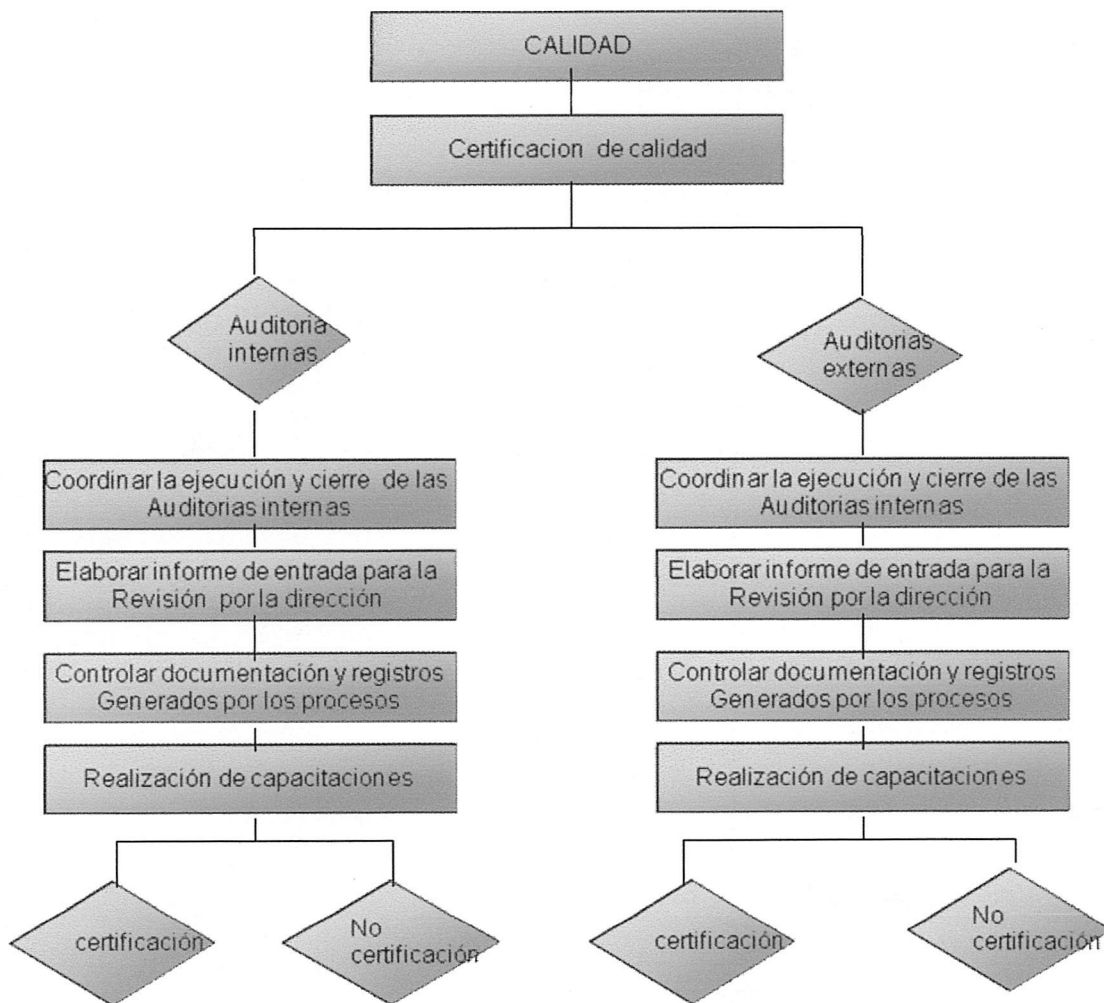 CALIDAD
Certificacion de calidad
Auditoria
internas
Auditorias
externas
Coordinar la ejecución y cierre de las
Auditorias internas
Elaborar informe de entrada para la
Revisión por la dirección
Controlar documentación y registros
Generados por los procesos
Realización de capacitaciones
certificación
No
certificación
Coordinar la ejecución y cierre de las
Auditorias internas
Elaborar informe de entrada para la
Revisión por la dirección
Controlar documentación y registros
Generados por los procesos
Realización de capacitaciones
certificación
No
certificación